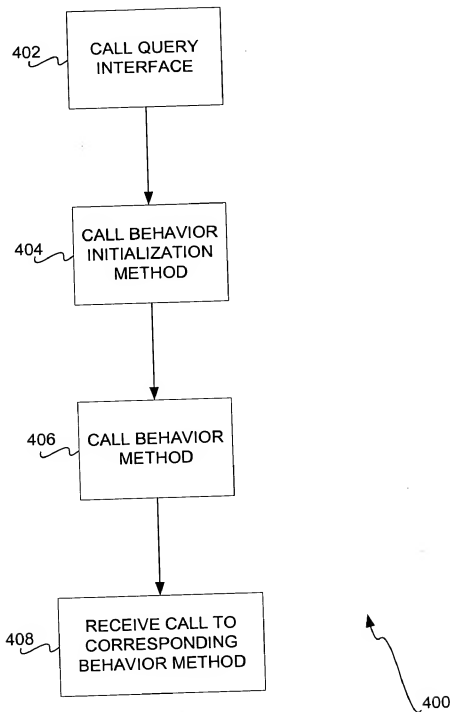 402
CALL QUERY
INTERFACE
404
CALL BEHAVIOR
INITIALIZATION
METHOD
406
CALL BEHAVIOR
METHOD
408
RECEIVE CALL TO
CORRESPONDING
BEHAVIOR METHOD
400